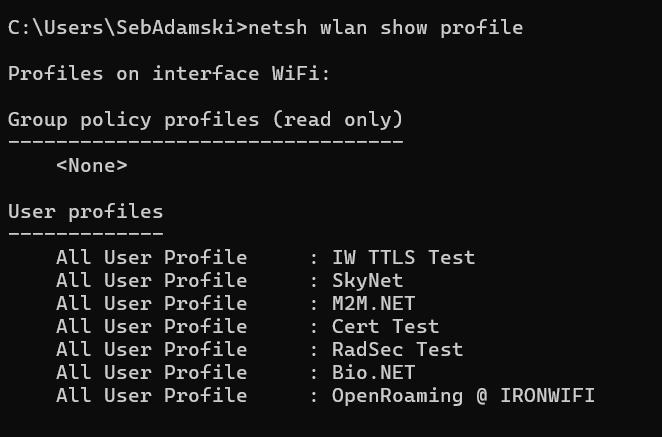 C:\Users\SebAdamski>netsh wlan show profile
Profiles on interface WiFi:
Group policy profiles (read only)
---------------------------------
    <None>
User profiles
-------------
    All User Profile     : IW TTLS Test
    All User Profile     : SkyNet
    All User Profile     : M2M.NET
    All User Profile     : Cert Test
    All User Profile     : RadSec Test
    All User Profile     : Bio.NET
    All User Profile     : OpenRoaming @ IRONWIFI